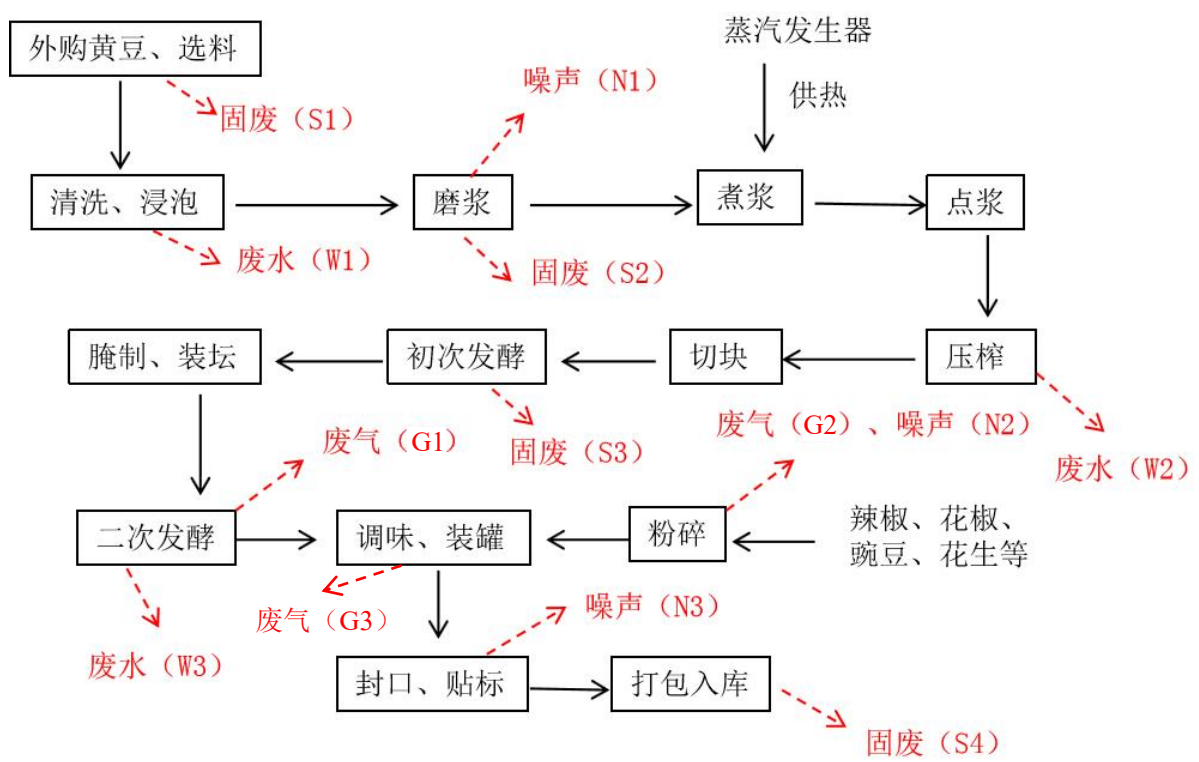 外购黄豆、选料
蒸汽发生器
噪声（N1）
供热
固废（S1）
清洗、浸泡
磨浆
煮浆
点浆
废水（W1）
固废（S2）
腌制、装坛
初次发酵
切块
压榨
废气（G1）
固废（S3）
废气（G2）、噪声（N2）
废水（W2）
二次发酵
调味、装罐
粉碎
辣椒、花椒、
豌豆、花生等
废气（G3）
噪声（N3）
废水（W3）
封口、贴标
打包入库
固废（S4）